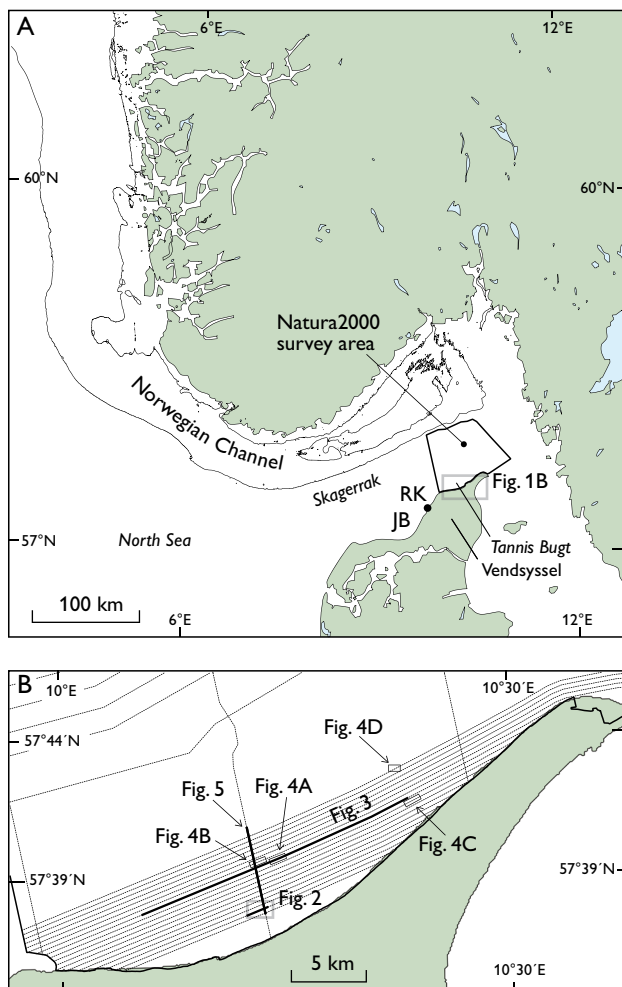 A
6°E
12°E
60°N
60°N
Natura2000
survey area
Norwegian Channel
Skagerrak
RK
JB
Fig. 1B
57°N
North Sea
Tannis Bugt
Vendsyssel
100 km
6°E
12°E
B
10°E
10°30´E
57°44´N
Fig. 4D
Fig. 5
Fig. 4A
Fig. 3
Fig. 4B
Fig. 4C
57°39´N
57°39´N
Fig. 2
5 km
10°30´E